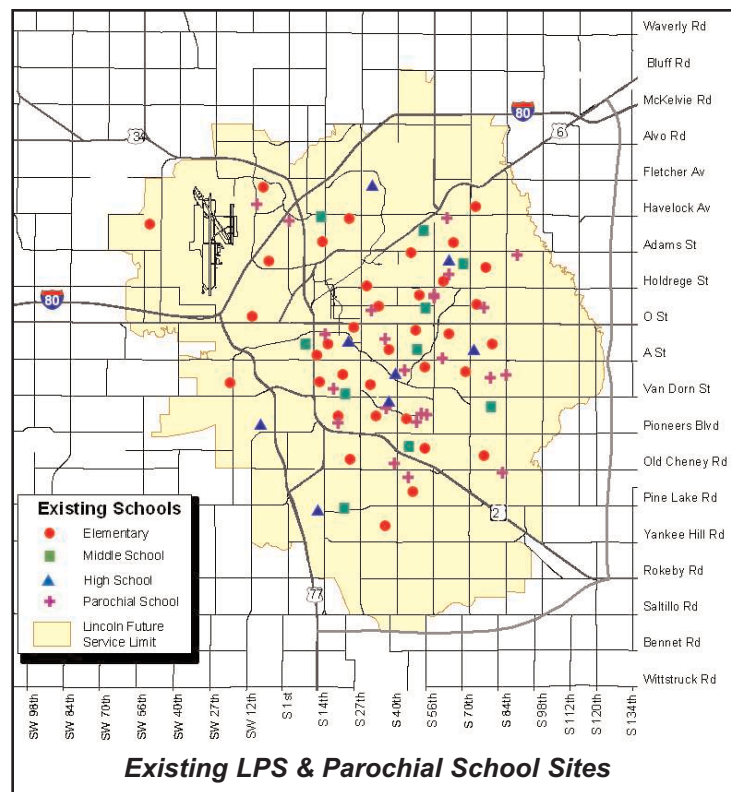 Waverly Rd
Bluff Rd
McKelvie Rd
80
6
Alvo Rd
34
Fletcher Av
Havelock Av
Adams St
Holdrege St
80
O St
A St
Van Dorn St
Pioneers Blvd
Old Cheney Rd
Existing Schools
Elementary
Middle School
High School
Parochial School
Lincoln Future
Service Limit
Pine Lake Rd
2
Yankee Hill Rd
Rokeby Rd
77
Saltillo Rd
Bennet Rd
Wittstruck Rd
SW 98th
SW 84th
SW 70th
SW 56th
SW 40th
SW 27th
SW 12th
S 1st
S 14th
S 27th
S 40th
S 56th
S 70th
S 84th
S 98th
S 112th
S 120th
S 134th
Existing LPS & Parochial School Sites